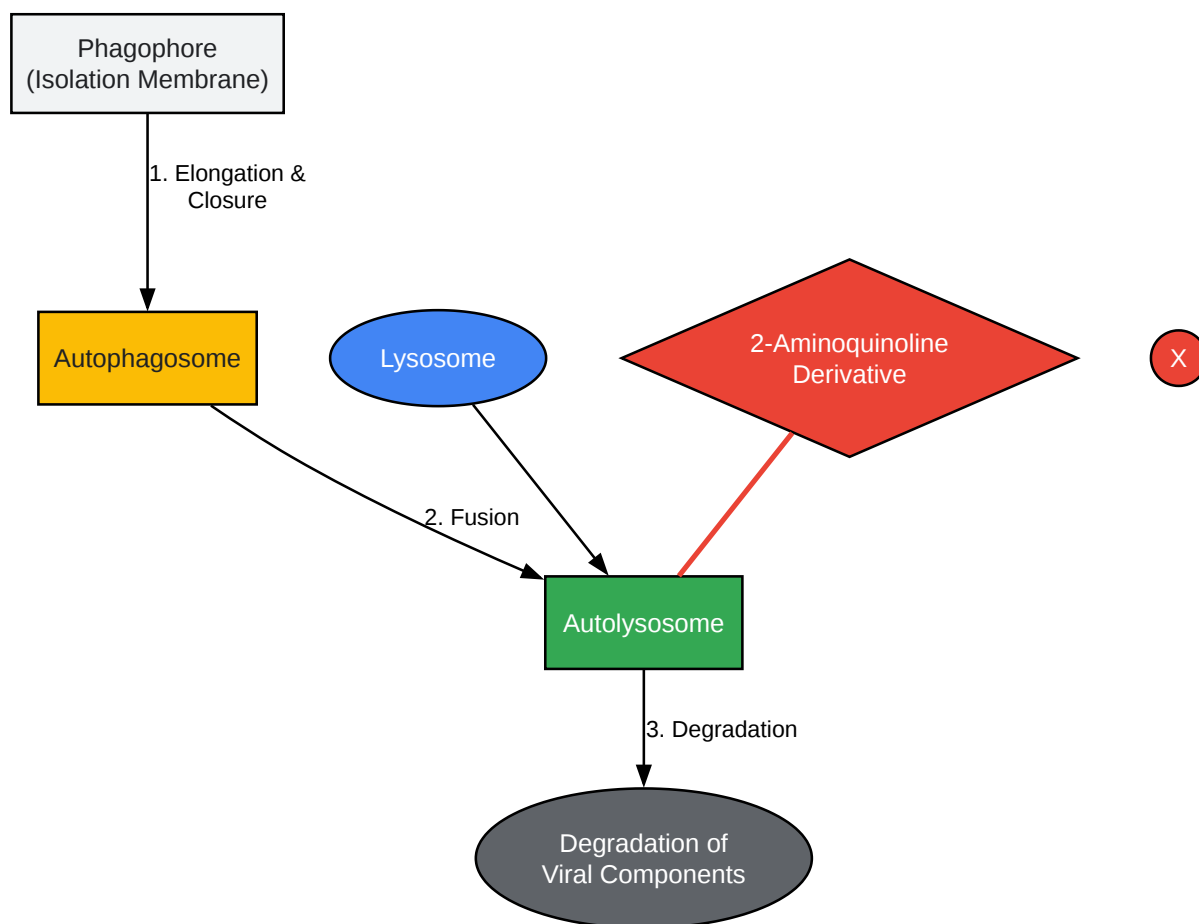 Phagophore
(Isolation Membrane)
1. Elongation &
Closure
Autophagosome
Lysosome
2-Aminoquinoline
Derivative
X
2. Fusion
Autolysosome
3. Degradation
Degradation of
Viral Components